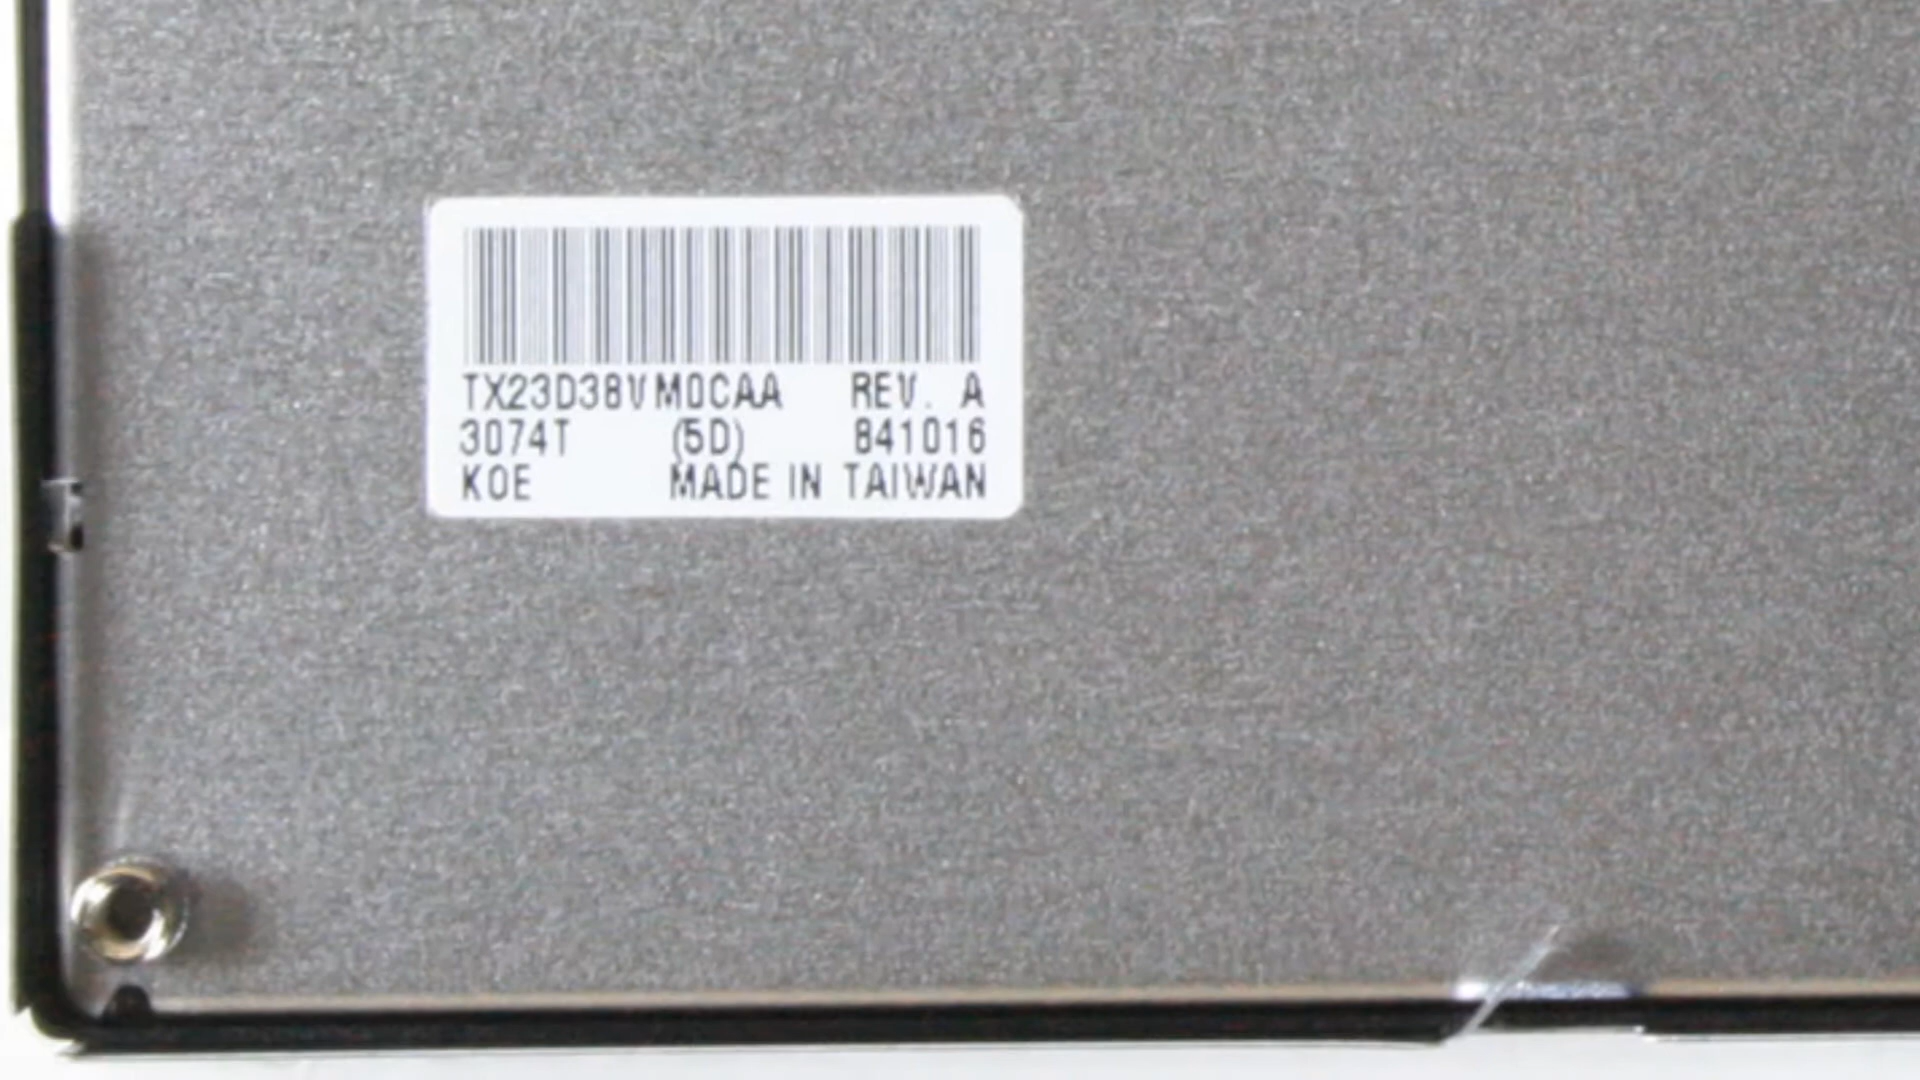 TX23D38VM0CAA REV. A
3074T (5D) 841016
KOE MADE IN TAIWAN